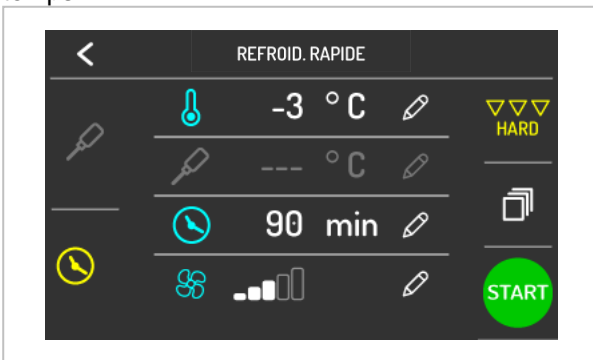 REFROID. RAPIDE
-3 °C
HARD
--- °C
90 min
START